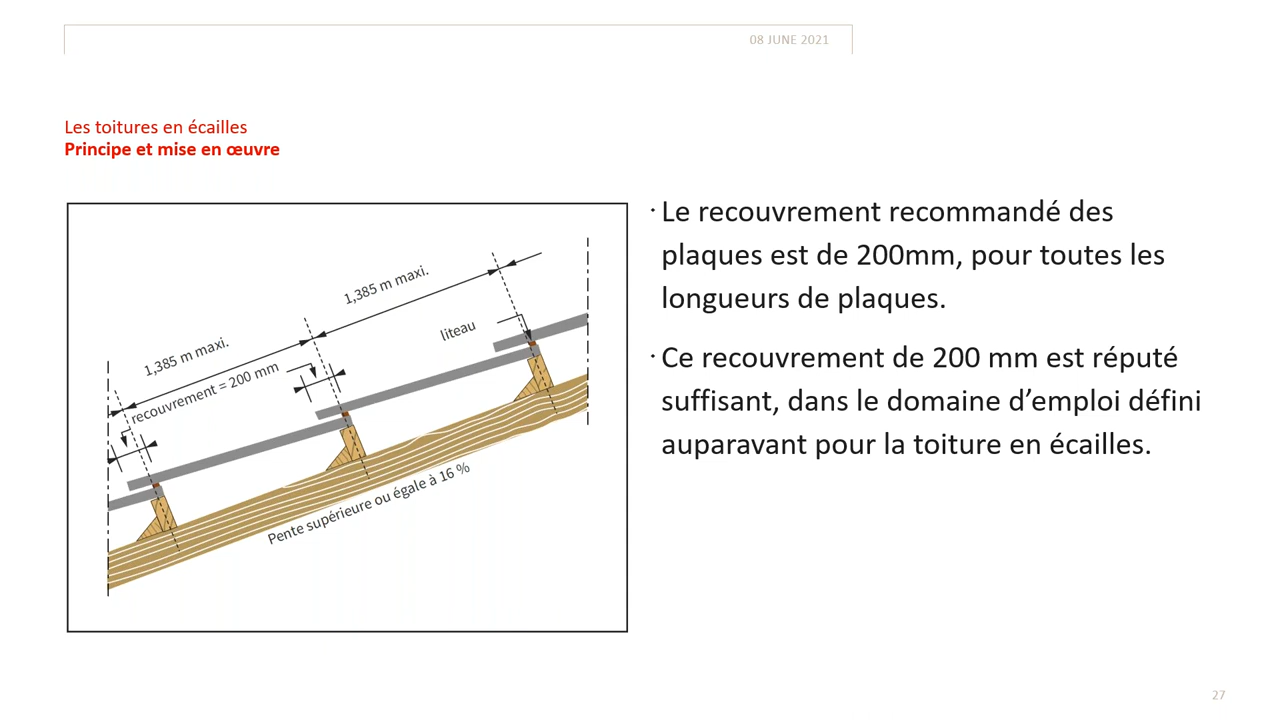 08 JUNE 2021
Les toitures en écailles
Principe et mise en œuvre
1,385 m maxi.
1,385 m maxi.
liteau
recouvrement = 200 mm
Pente supérieure ou égale à 16 %
· Le recouvrement recommandé des
plaques est de 200mm, pour toutes les
longueurs de plaques.
· Ce recouvrement de 200 mm est réputé
suffisant, dans le domaine d’emploi défini
auparavant pour la toiture en écailles.
27